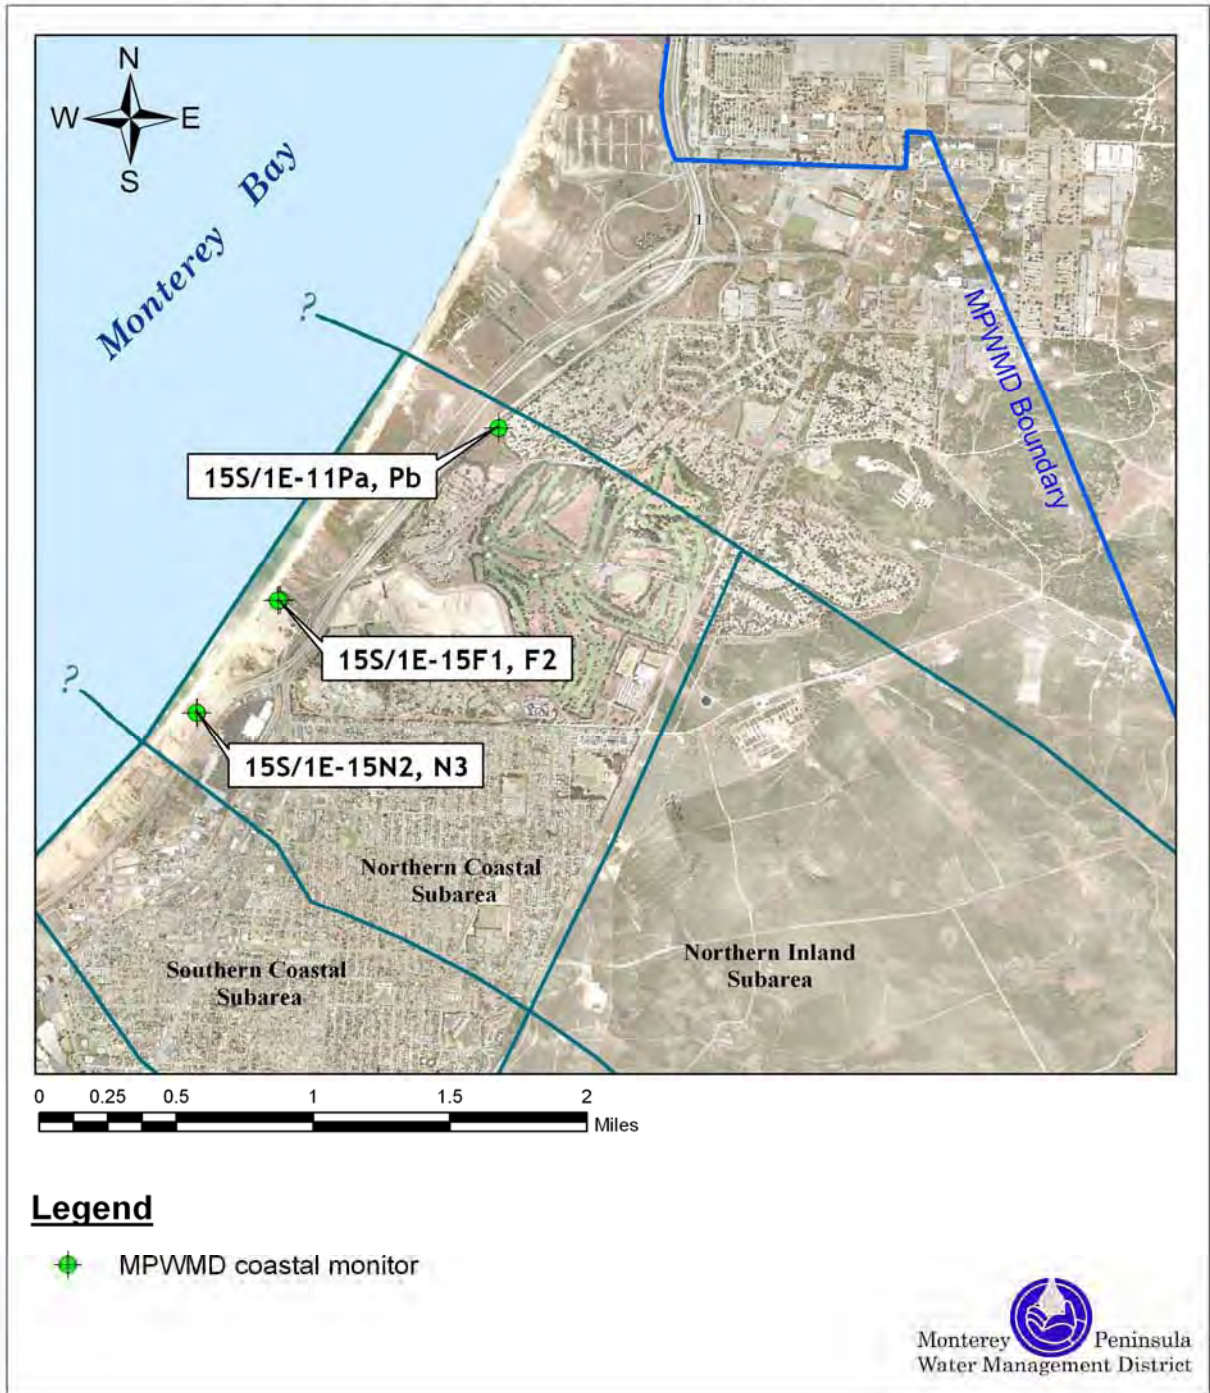 N
W E
S
Monterey Bay
1
?
MPWMD Boundary
15S/1E-11Pa, Pb
15S/1E-15F1, F2
?
15S/1E-15N2, N3
Northern Coastal
Subarea
Northern Inland
Subarea
Southern Coastal
Subarea
0 0.25 0.5 1 1.5 2
Miles
Legend
MPWMD coastal monitor
Monterey Peninsula
Water Management District